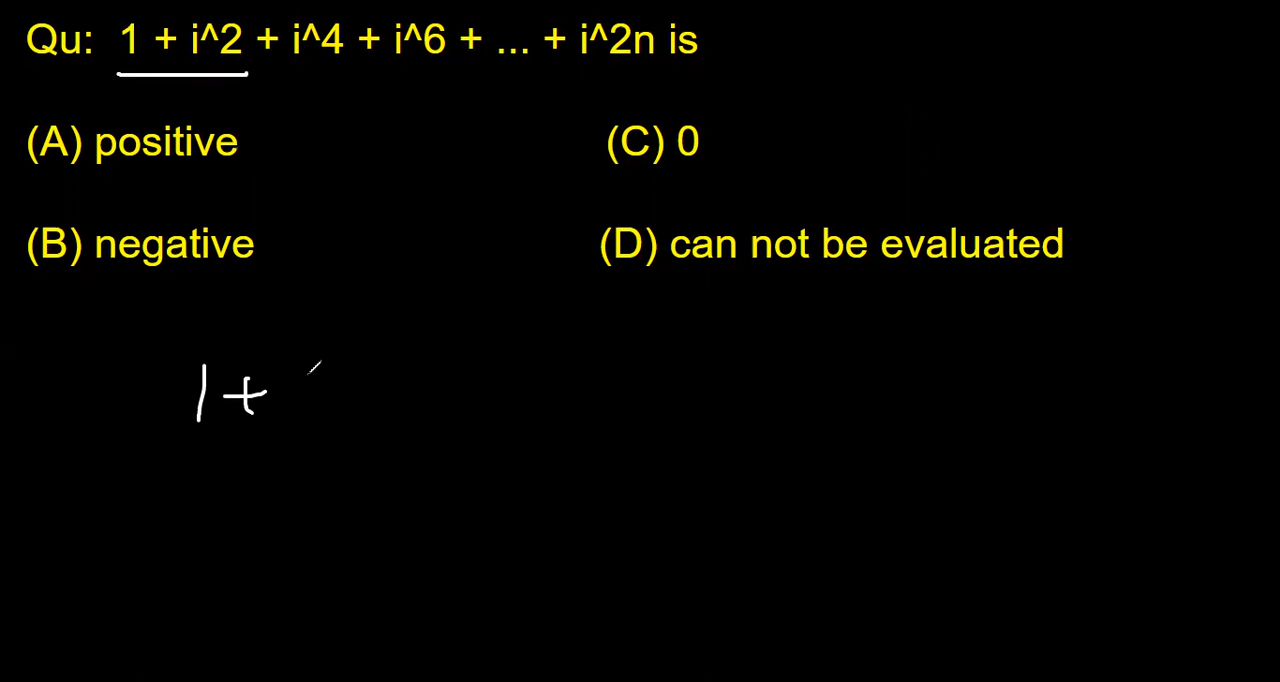 Qu: 1 + i^2 + i^4 + i^6 + ... + i^2n is
(A) positive (C) 0
(B) negative (D) can not be evaluated
1 +